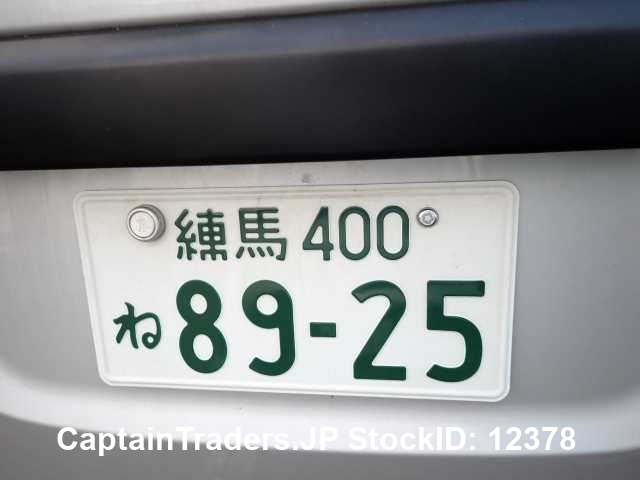 練馬 400
ね 89-25
CaptainTraders.JP StockID: 12378